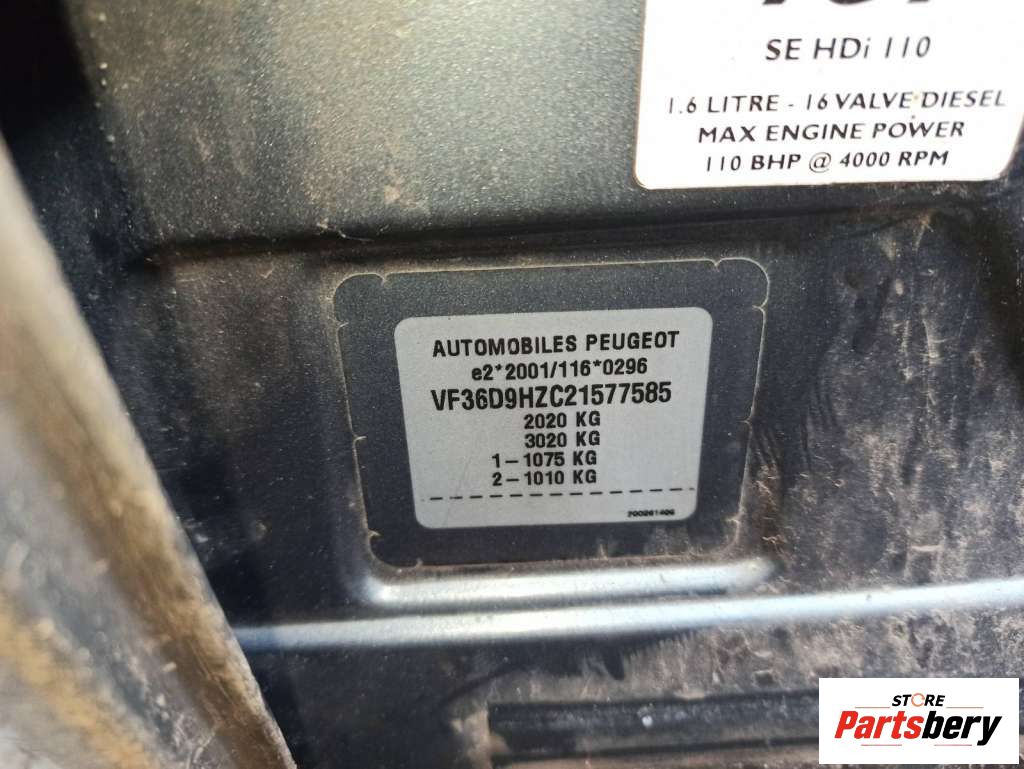 SE HDi 110
1.6 LITRE - 16 VALVE DIESEL
MAX ENGINE POWER
110 BHP @ 4000 RPM
AUTOMOBILES PEUGEOT
e2*2001/116*0296
VF36D9HZC21577585
2020 KG
3020 KG
1-1075 KG
2-1010 KG
STORE
Partsbery